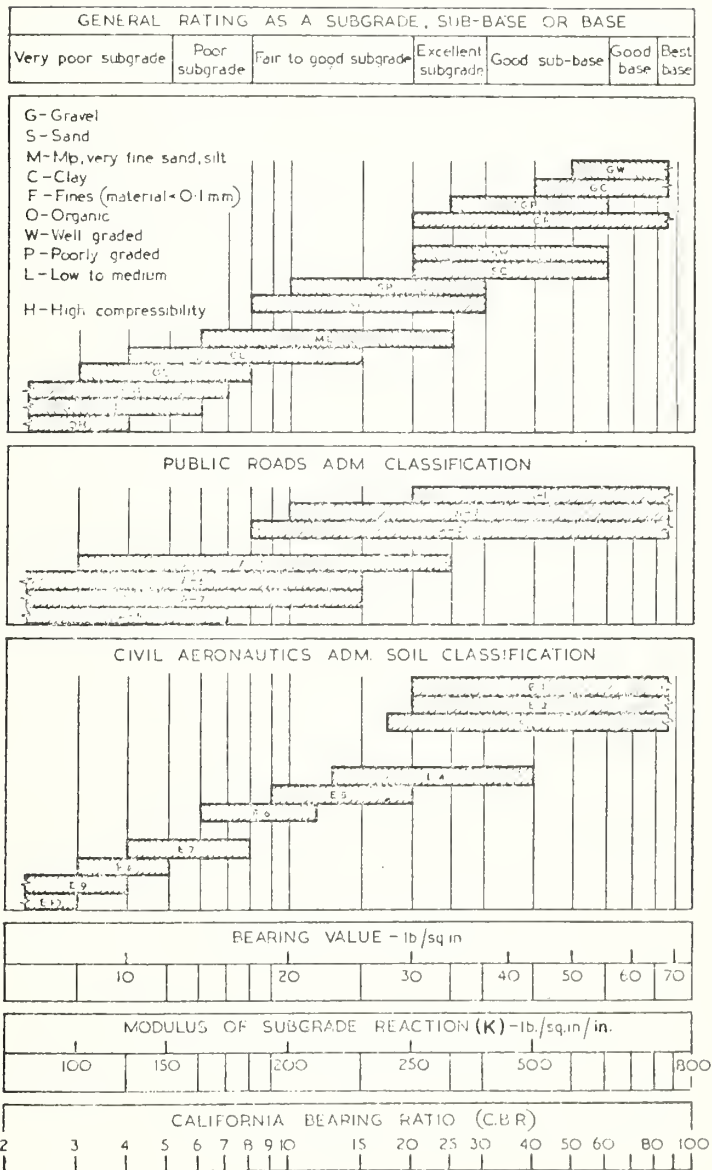 GENERAL RATING AS A SUBGRADE, SUB-BASE OR BASE
Very poor subgrade
Poor subgrade
Fair to good subgrade
Excellent subgrade
Good sub-base
Good base
Best base
G-Gravel
S-Sand
M-Mp, very fine sand, silt
C-Clay
F-Fines (material<0·1mm)
O-Organic
W-Well graded
P-Poorly graded
L-Low to medium
H-High compressibility
GW
GC
GP
GF
SC
SP
ML
CL
OL
OH
PUBLIC ROADS ADM CLASSIFICATION
CIVIL AERONAUTICS ADM. SOIL CLASSIFICATION
E.1
E.2
E.4
E.5
E.6
E.7
E.9
BEARING VALUE - lb/sq in
10 20 30 40 50 60 70
MODULUS OF SUBGRADE REACTION (K) - lb./sq.in/in.
100 150 200 250 500 800
CALIFORNIA BEARING RATIO (C.B R)
2 3 4 5 6 7 8 9 10 15 20 25 30 40 50 60 80 100